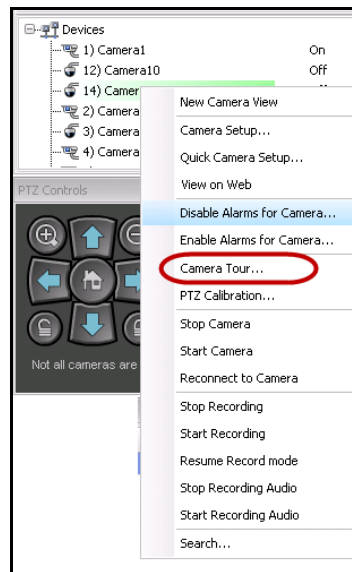 Devices
1) Camera1 On
12) Camera10 Off
14) Camer
2) Camera
3) Camera
4) Camera
PTZ Controls
Not all cameras are
New Camera View
Camera Setup...
Quick Camera Setup...
View on Web
Disable Alarms for Camera...
Enable Alarms for Camera...
Camera Tour...
PTZ Calibration...
Stop Camera
Start Camera
Reconnect to Camera
Stop Recording
Start Recording
Resume Record mode
Stop Recording Audio
Start Recording Audio
Search...